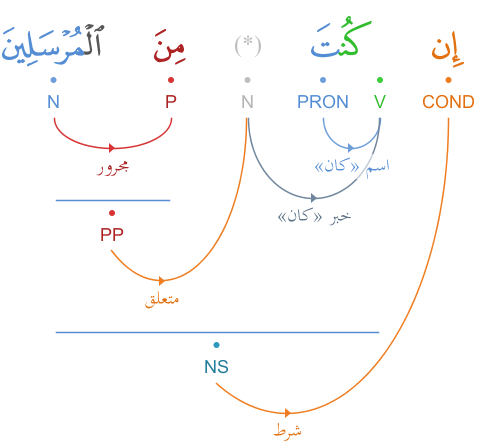 إِن كُنتَ (*) مِنَ ٱلْمُرْسَلِينَ
COND V PRON N P N
مجرور
اسم «كان»
خبر «كان»
PP
متعلق
NS
شرط